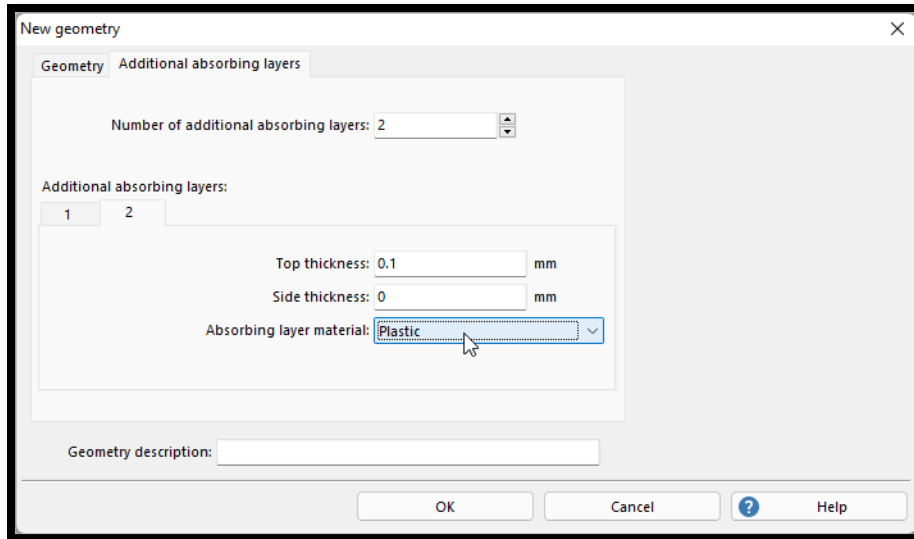 New geometry
Geometry Additional absorbing layers
Number of additional absorbing layers: 2
Additional absorbing layers:
1 2
Top thickness: 0.1 mm
Side thickness: 0 mm
Absorbing layer material: Plastic
Geometry description:
OK Cancel ? Help